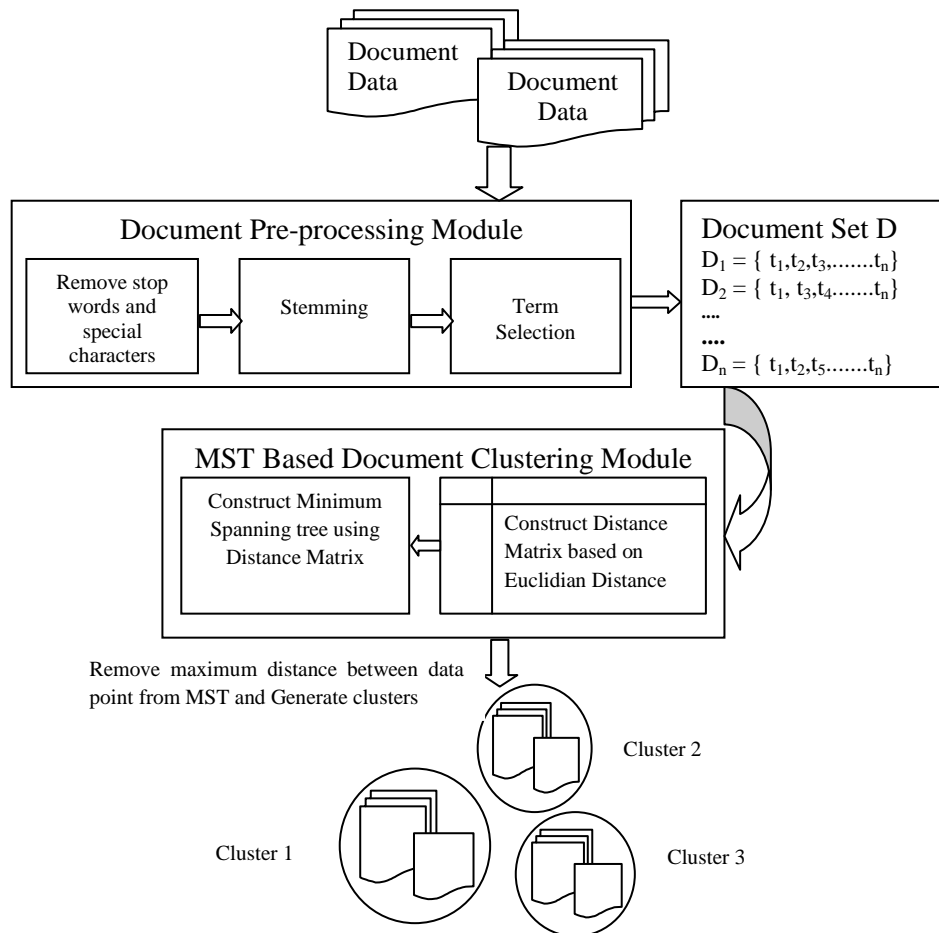 Document
Data
Document
Data
Document Pre-processing Module
Remove stop
words and
special
characters
Stemming
Term
Selection
Document Set D
D₁ = { t₁,t₂,t₃,.......tₙ}
D₂ = { t₁, t₃,t₄.......tₙ}
....
....
Dₙ = { t₁,t₂,t₅.......tₙ}
MST Based Document Clustering Module
Construct Minimum
Spanning tree using
Distance Matrix
Construct Distance
Matrix based on
Euclidian Distance
Remove maximum distance between data
point from MST and Generate clusters
Cluster 2
Cluster 1
Cluster 3